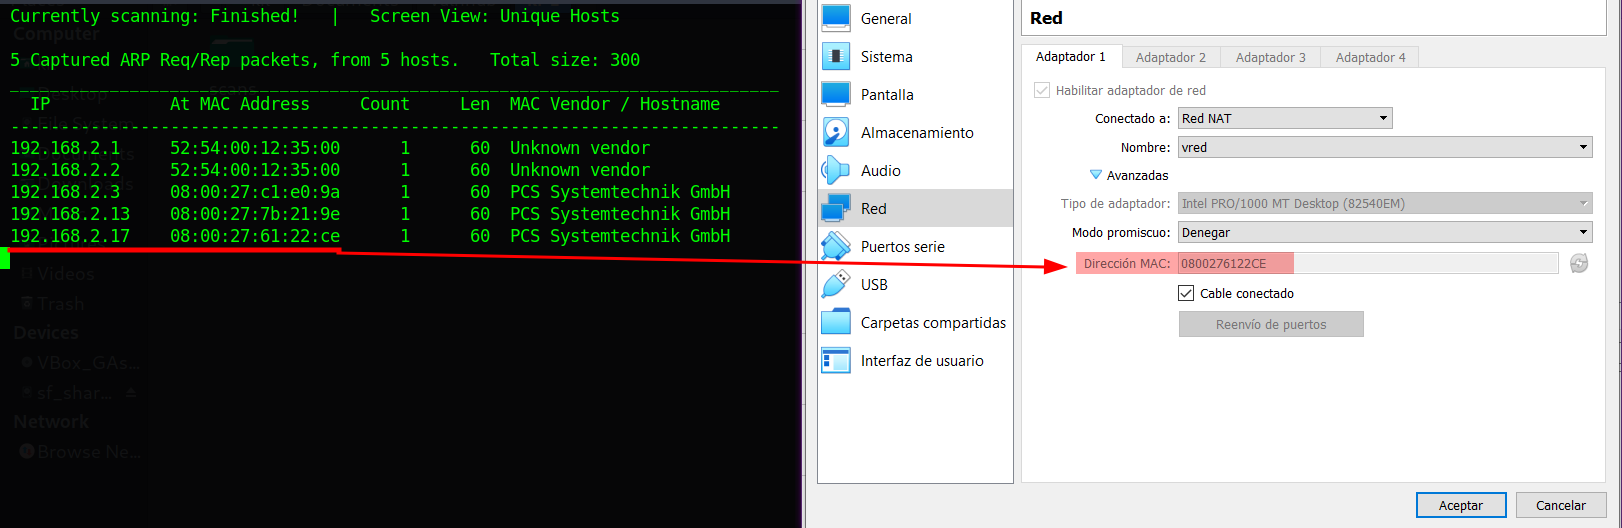 Currently scanning: Finished!   |   Screen View: Unique Hosts
5 Captured ARP Req/Rep packets, from 5 hosts.   Total size: 300
IP            At MAC Address     Count     Len  MAC Vendor / Hostname
192.168.2.1     52:54:00:12:35:00      1      60  Unknown vendor
192.168.2.2     52:54:00:12:35:00      1      60  Unknown vendor
192.168.2.3     08:00:27:c1:e0:9a      1      60  PCS Systemtechnik GmbH
192.168.2.13    08:00:27:7b:21:9e      1      60  PCS Systemtechnik GmbH
192.168.2.17    08:00:27:61:22:ce      1      60  PCS Systemtechnik GmbH
Computer
Desktop
File System
Videos
Trash
Devices
VBox_GAs...
sf_shar...
Network
Browse Ne...
General
Sistema
Pantalla
Almacenamiento
Audio
Red
Puertos serie
USB
Carpetas compartidas
Interfaz de usuario
Red
Adaptador 1
Adaptador 2
Adaptador 3
Adaptador 4
Habilitar adaptador de red
Conectado a: Red NAT
Nombre: vred
Avanzadas
Tipo de adaptador: Intel PRO/1000 MT Desktop (82540EM)
Modo promiscuo: Denegar
Dirección MAC: 0800276122CE
Cable conectado
Reenvío de puertos
Aceptar
Cancelar